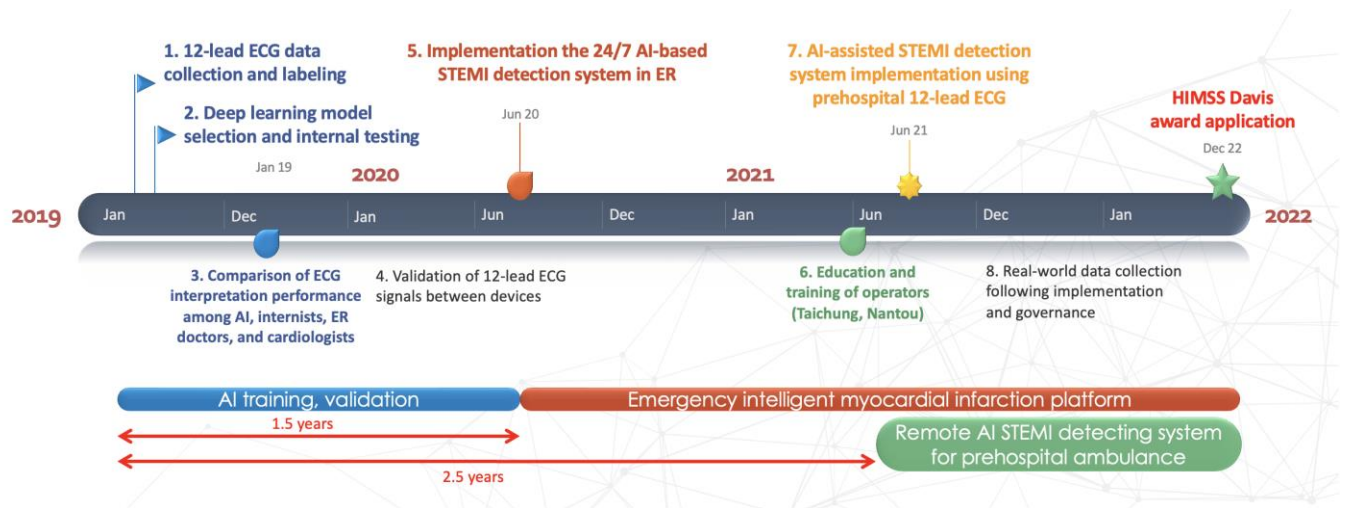 1. 12-lead ECG data
collection and labeling
2. Deep learning model
selection and internal testing
Jan 19
5. Implementation the 24/7 AI-based
STEMI detection system in ER
Jun 20
7. AI-assisted STEMI detection
system implementation using
prehospital 12-lead ECG
Jun 21
HIMSS Davis
award application
Dec 22
2020
2021
2019
Jan
Dec
Jan
Jun
Dec
Jan
Jun
Dec
Jan
2022
3. Comparison of ECG
interpretation performance
among AI, internists, ER
doctors, and cardiologists
4. Validation of 12-lead ECG
signals between devices
6. Education and
training of operators
(Taichung, Nantou)
8. Real-world data collection
following implementation
and governance
AI training, validation
Emergency intelligent myocardial infarction platform
1.5 years
Remote AI STEMI detecting system
for prehospital ambulance
2.5 years